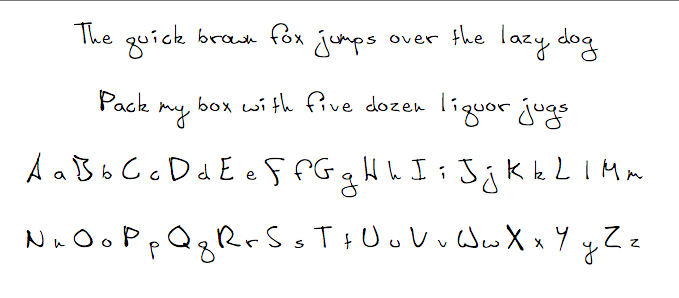 The quick brown fox jumps over the lazy dog
Pack my box with five dozen liquor jugs
A a B b C c D d E e F f G g H h I i J j K k L l M m
N n O o P p Q q R r S s T t U u V v W w X x Y y Z z